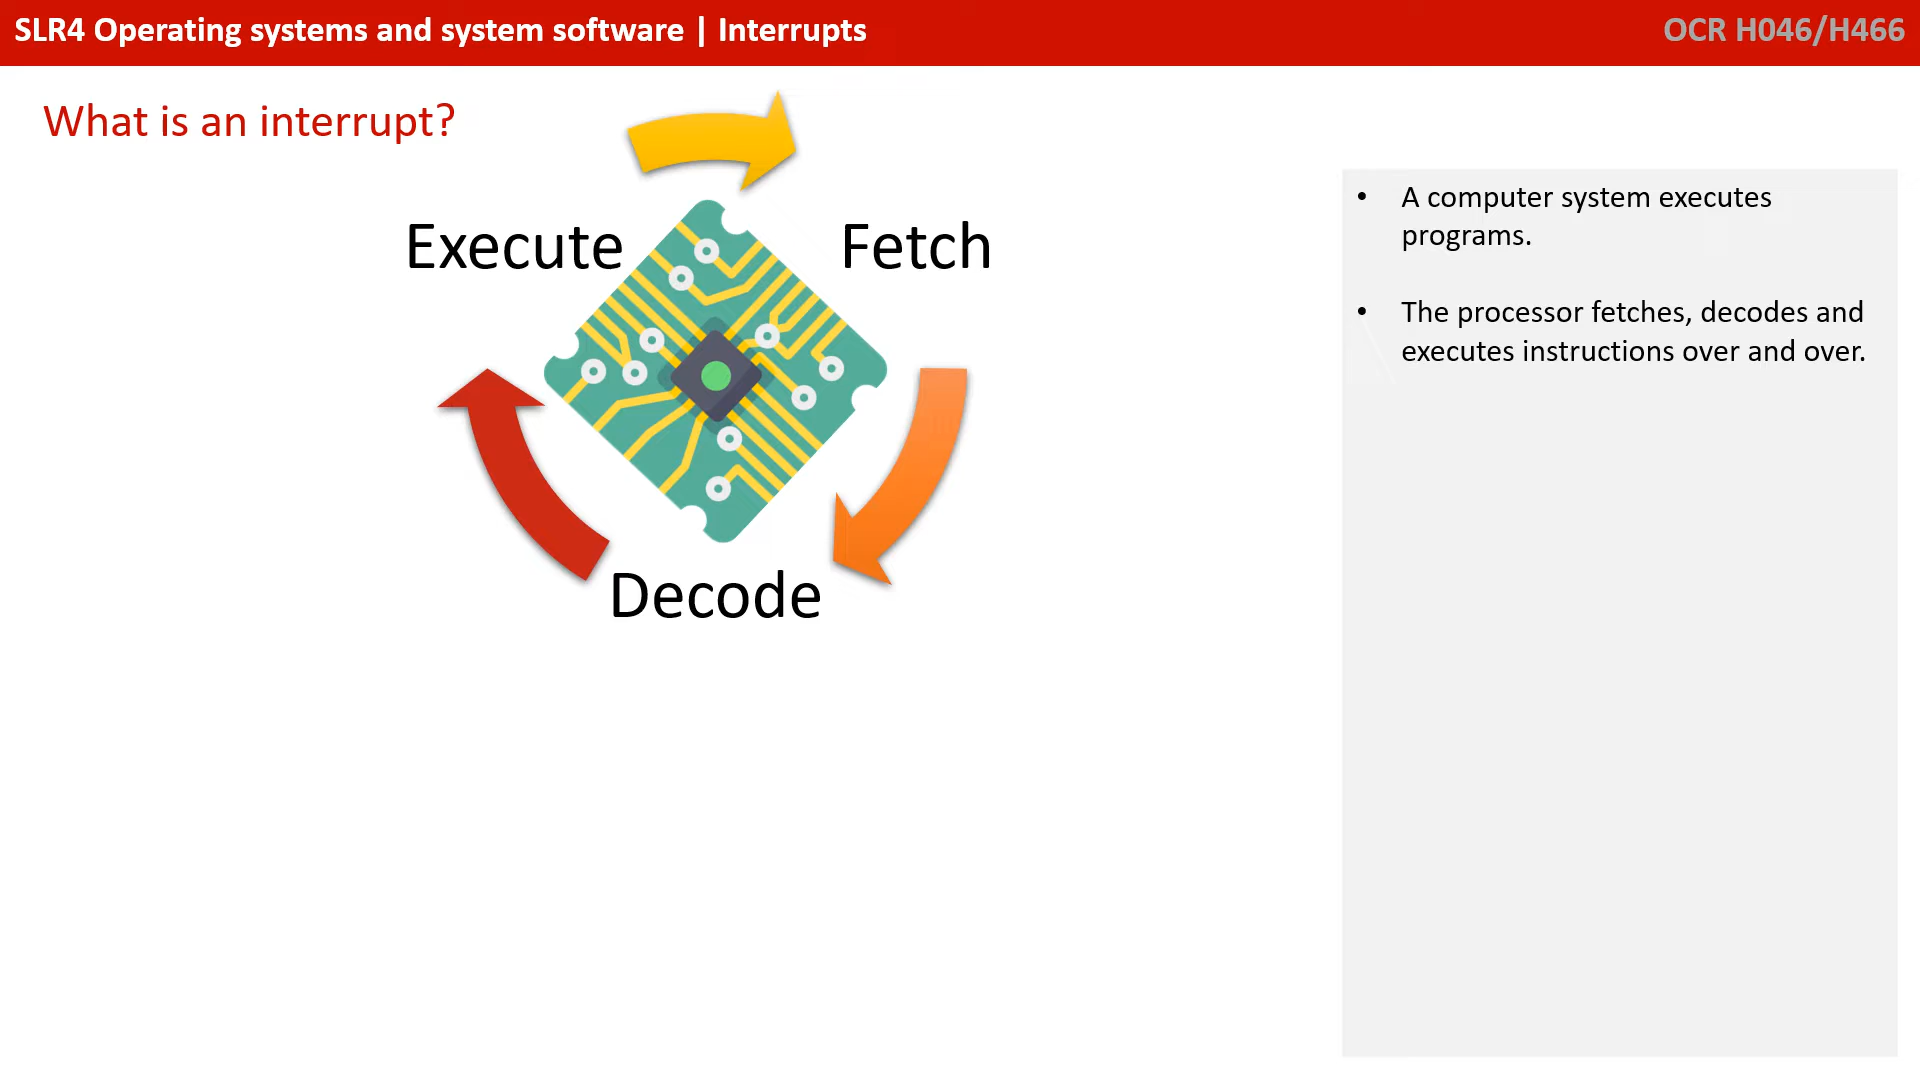 SLR4 Operating systems and system software | Interrupts
OCR H046/H466
What is an interrupt?
Execute
Fetch
Decode
• A computer system executes
programs.
• The processor fetches, decodes and
executes instructions over and over.